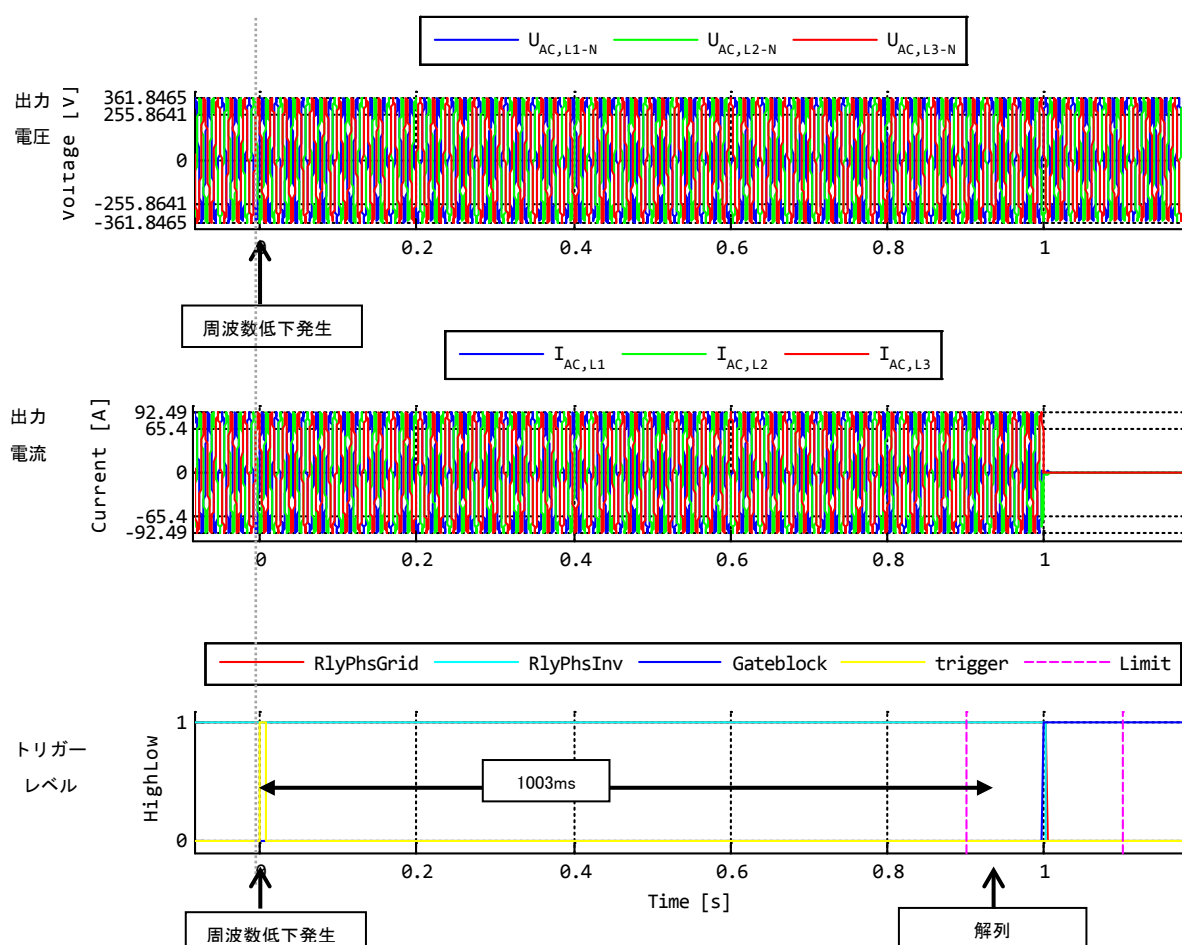 U_AC,L1-N U_AC,L2-N U_AC,L3-N
出力
電圧
voltage [V]
361.8465
255.8641
0
-255.8641
-361.8465
0 0.2 0.4 0.6 0.8 1
周波数低下発生
I_AC,L1 I_AC,L2 I_AC,L3
出力
電流
Current [A]
92.49
65.4
0
-65.4
-92.49
0 0.2 0.4 0.6 0.8 1
RlyPhsGrid RlyPhsInv Gateblock trigger Limit
トリガー
レベル
HighLow
1
0
1003ms
0 0.2 0.4 0.6 0.8 1
Time [s]
周波数低下発生
解列